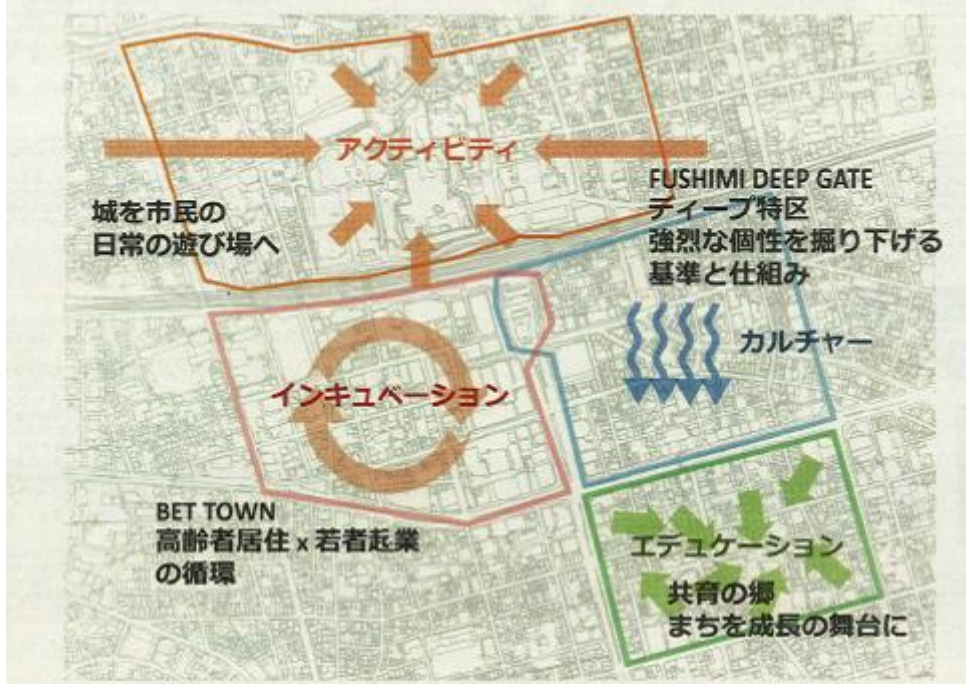 アクティビティ
城を市民の
日常の遊び場へ
FUSHIMI DEEP GATE
ディープ特区
強烈な個性を掘り下げる
基準と仕組み
カルチャー
インキュベーション
BET TOWN
高齢者居住 x 若者起業
の循環
エデュケーション
共育の郷
まちを成長の舞台に